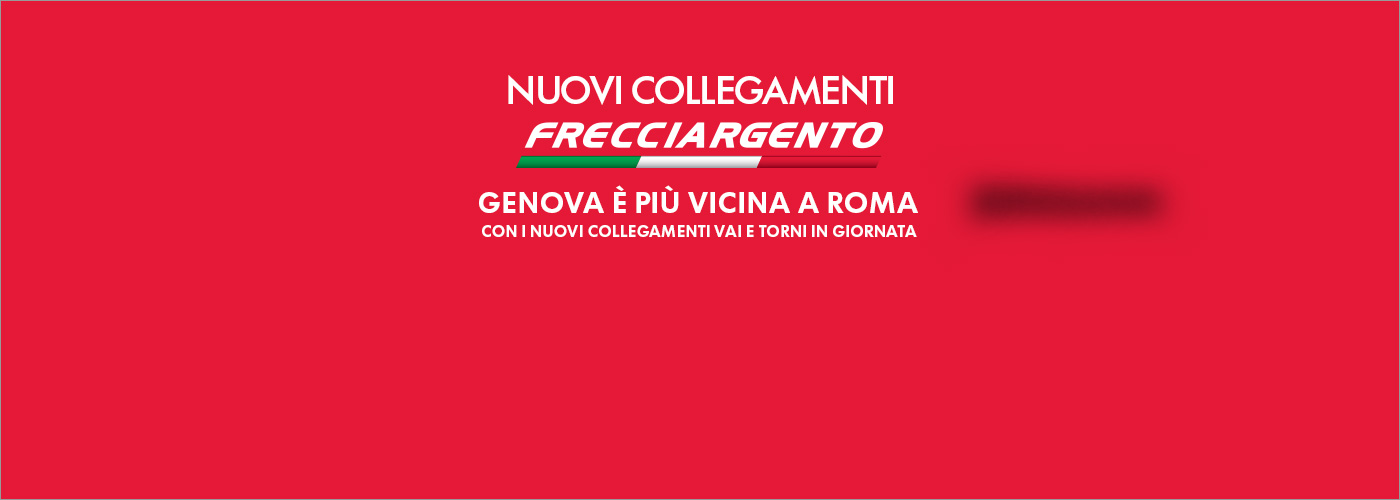 NUOVI COLLEGAMENTI
FRECCIARGENTO
GENOVA È PIÙ VICINA A ROMA
CON I NUOVI COLLEGAMENTI VAI E TORNI IN GIORNATA